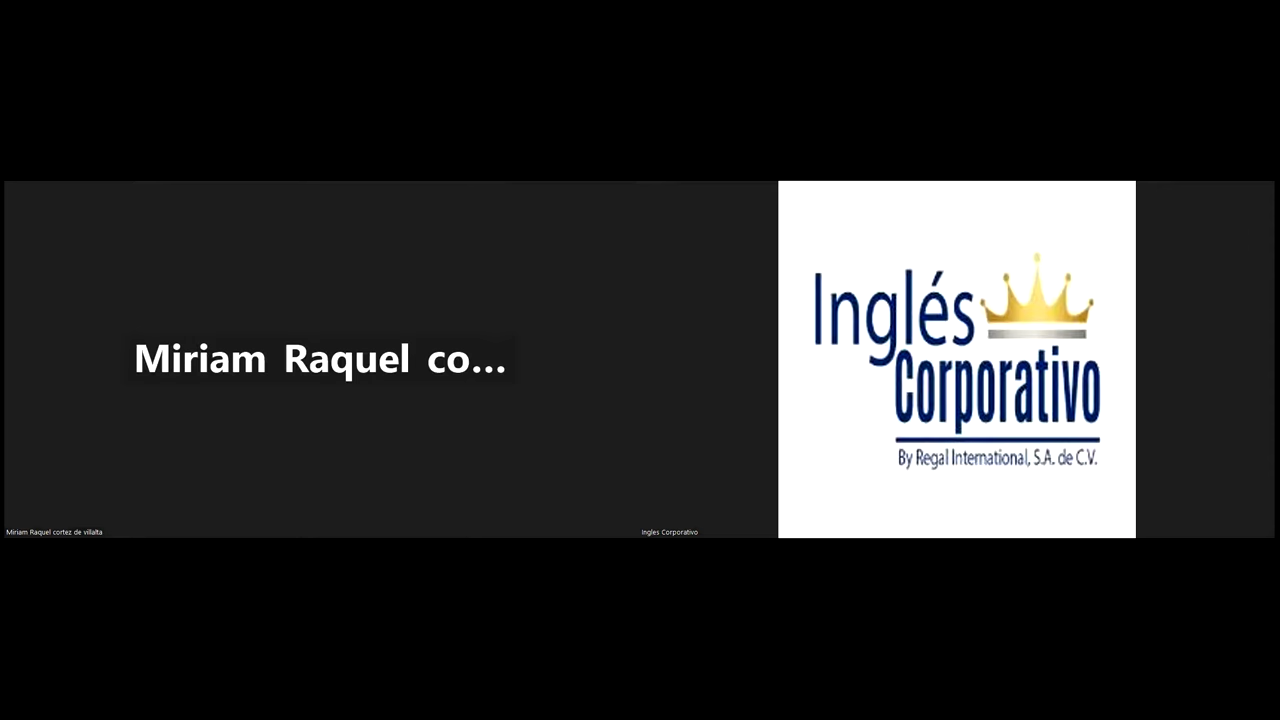 Miriam Raquel co...
Miriam Raquel cortez de villalta
Inglés
Corporativo
By Regal International, S.A. de C.V.
Ingles Corporativo